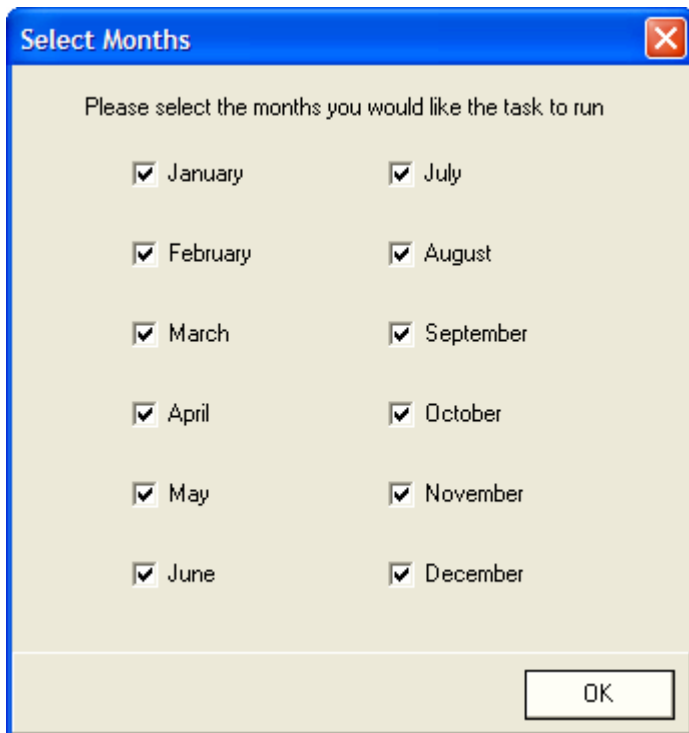 Select Months
Please select the months you would like the task to run
January
July
February
August
March
September
April
October
May
November
June
December
OK